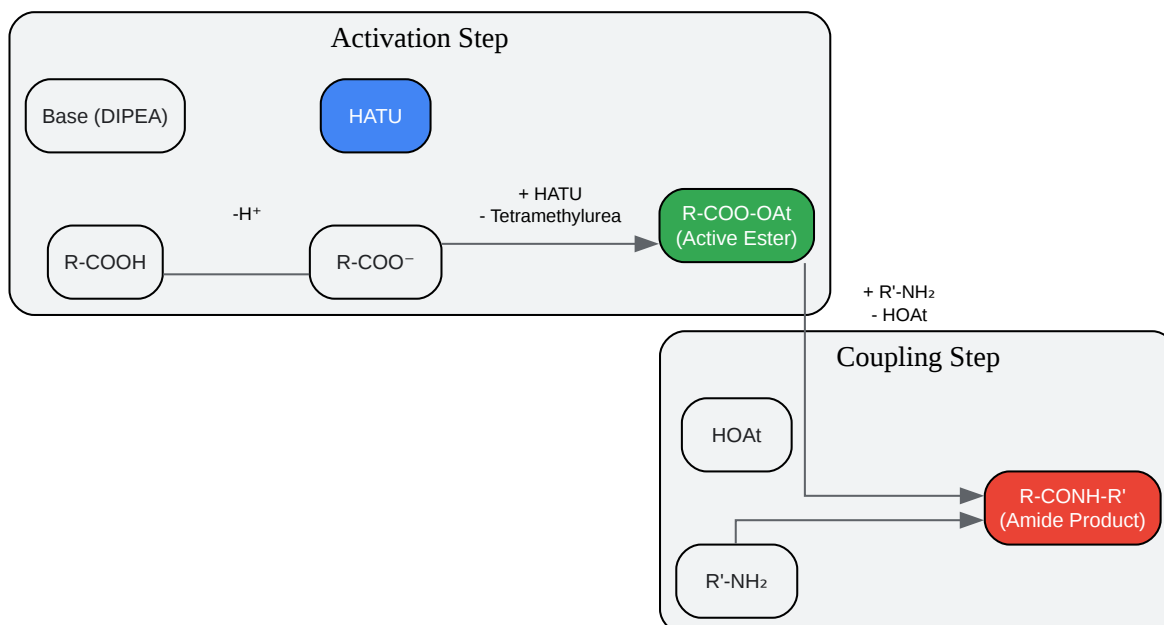 Activation Step
Base (DIPEA)
HATU
-H⁺
+ HATU
- Tetramethylurea
R-COOH
R-COO⁻
R-COO-OAt
(Active Ester)
+ R'-NH₂
- HOAt
Coupling Step
HOAt
R-CONH-R'
(Amide Product)
R'-NH₂